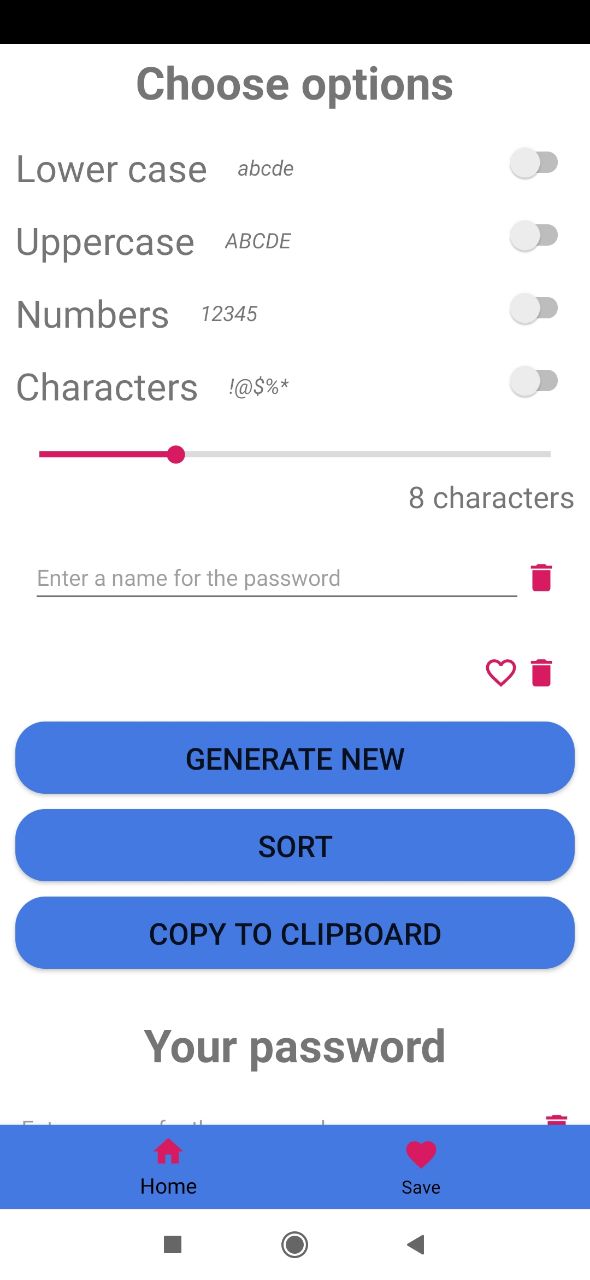 Choose options
Lower case abcde
Uppercase ABCDE
Numbers 12345
Characters !@$%*
8 characters
Enter a name for the password
GENERATE NEW
SORT
COPY TO CLIPBOARD
Your password
Home Save